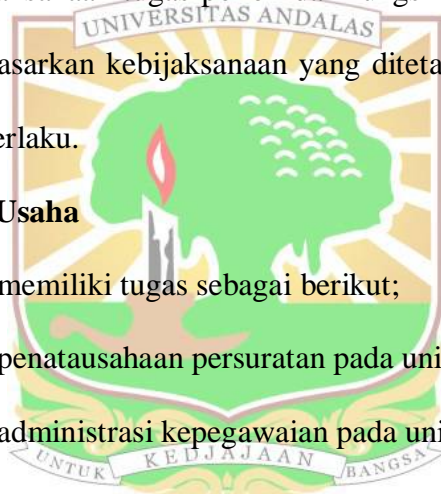 UNIVERSITAS ANDALAS
asarkan kebijaksanaan yang diteta
erlaku.
Usaha
memiliki tugas sebagai berikut;
penatausahaan persuratan pada uni
administrasi kepegawaian pada uni
UNTUK KEDJAJAAN BANGSA